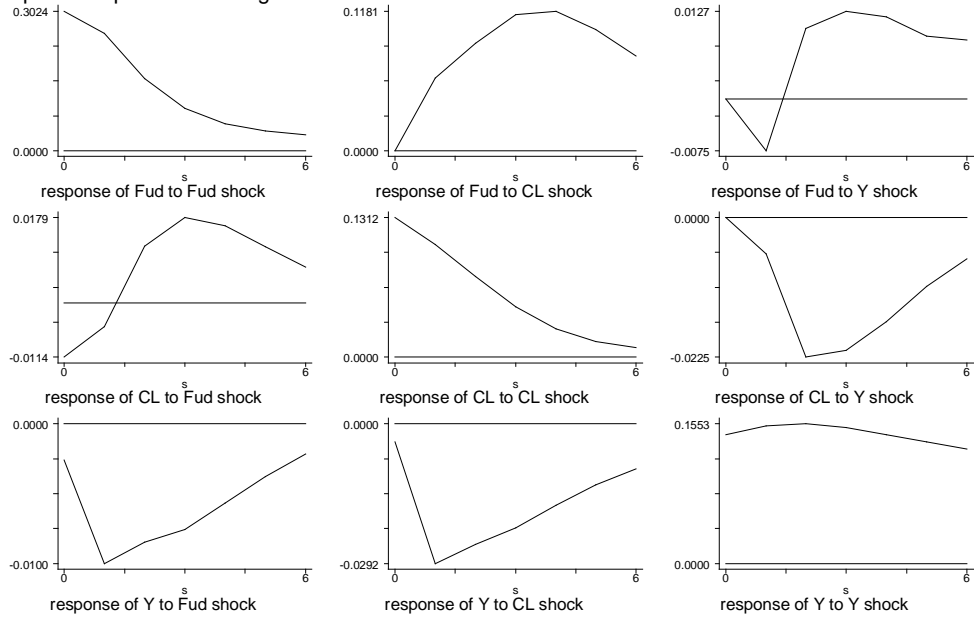 0.3024
0.0000
0 6
s
response of Fud to Fud shock
0.1181
0.0000
0 6
s
response of Fud to CL shock
0.0127
-0.0075
0 6
s
response of Fud to Y shock
0.0179
-0.0114
0 6
s
response of CL to Fud shock
0.1312
0.0000
0 6
s
response of CL to CL shock
0.0000
-0.0225
0 6
s
response of CL to Y shock
0.0000
-0.0100
0 6
s
response of Y to Fud shock
0.0000
-0.0292
0 6
s
response of Y to CL shock
0.1553
0.0000
0 6
s
response of Y to Y shock